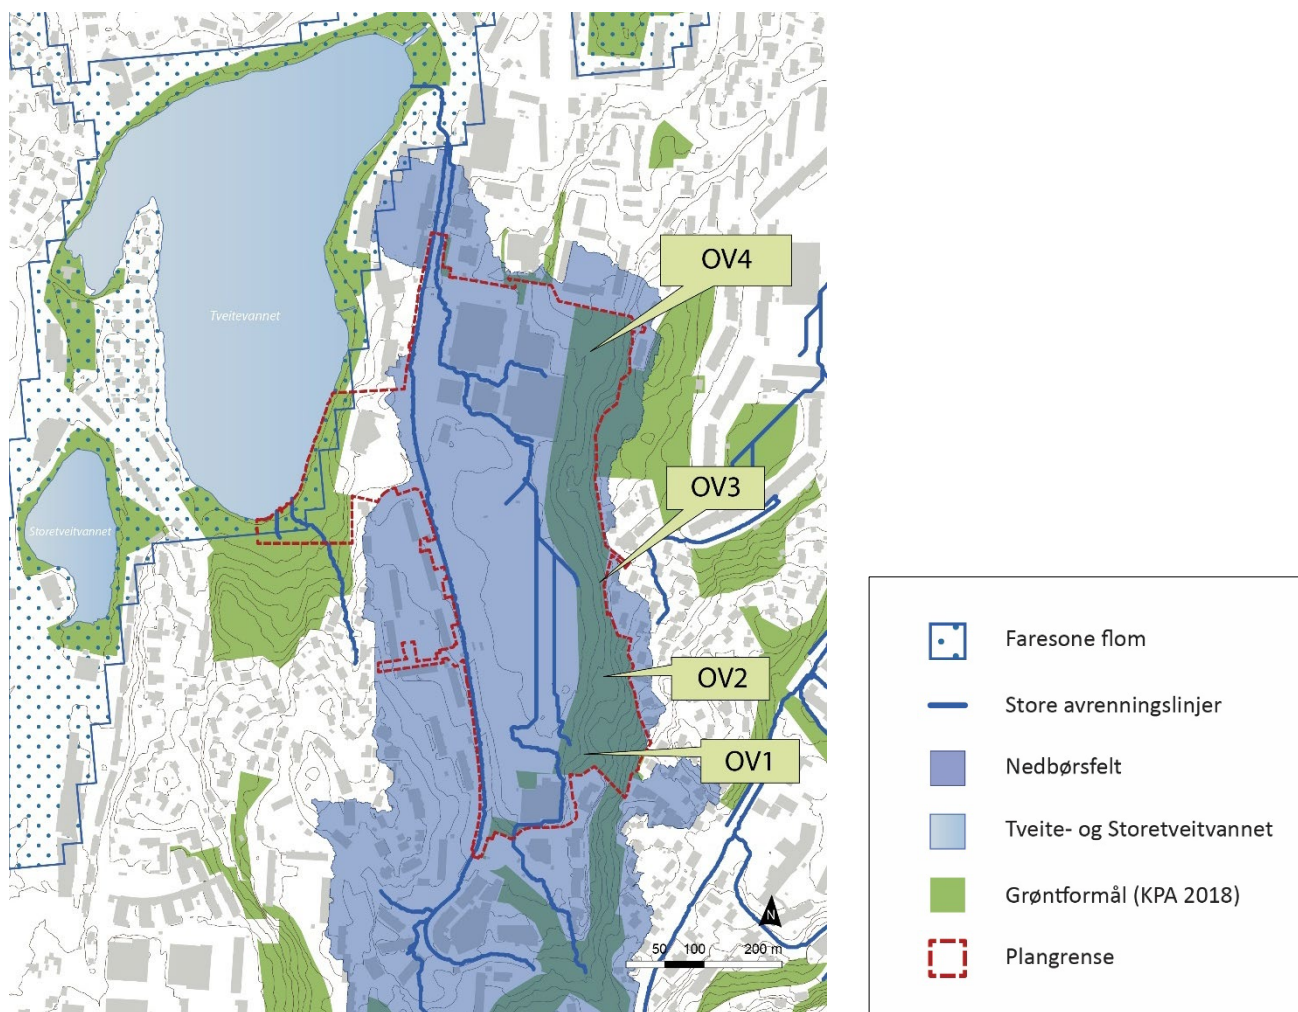 OV4
Tveitevannet
OV3
Storetveitvannet
OV2
OV1
N
50 100 200 m
Faresone flom
Store avrenningslinjer
Nedbørsfelt
Tveite- og Storetveitvannet
Grøntformål (KPA 2018)
Plangrense